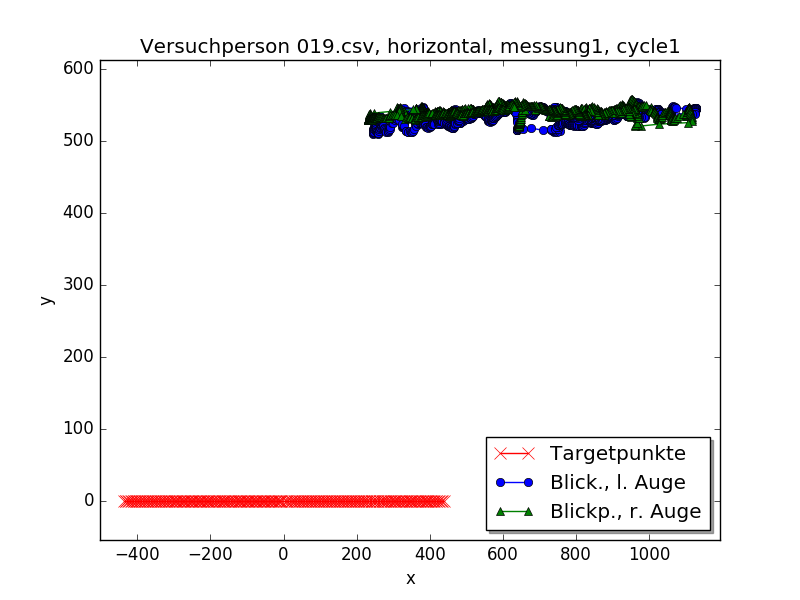 Versuchperson 019.csv, horizontal, messung1, cycle1
600
500
400
300
200
100
0
y
−400 −200 0 200 400 600 800 1000
x
Targetpunkte
Blick., l. Auge
Blickp., r. Auge